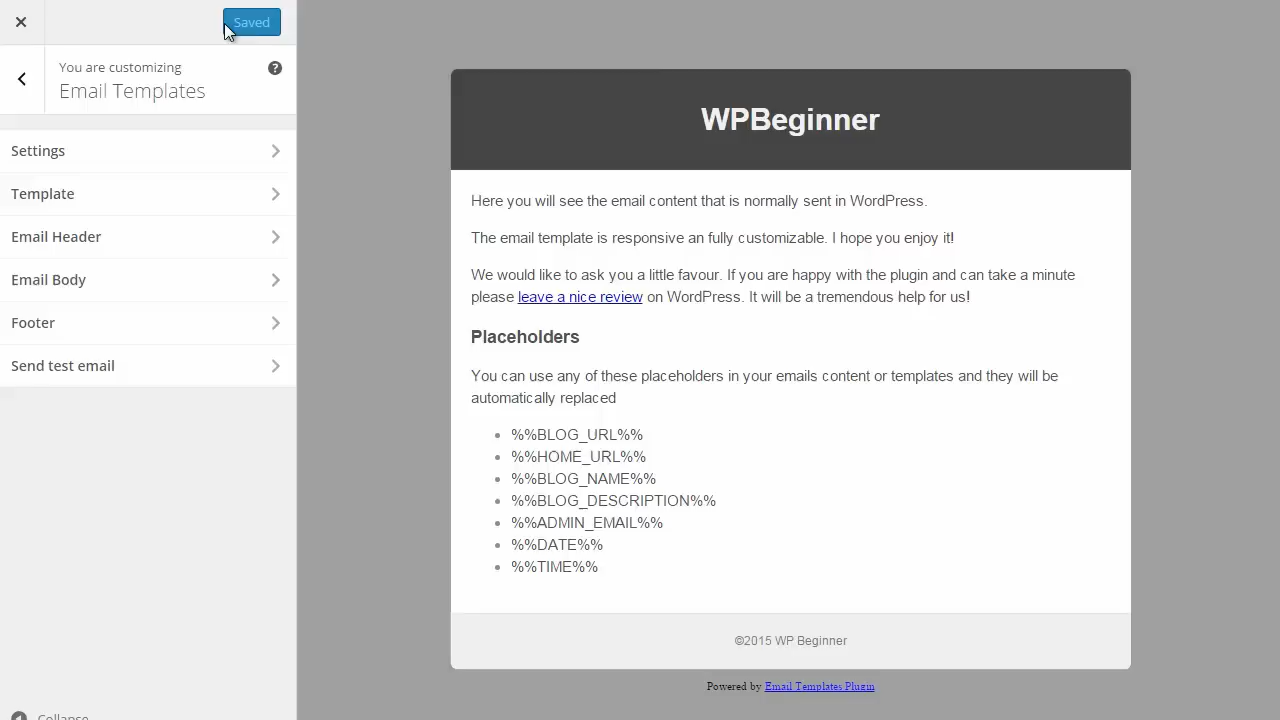 Saved
You are customizing
Email Templates
Settings
Template
Email Header
Email Body
Footer
Send test email
Collapse
WPBeginner
Here you will see the email content that is normally sent in WordPress.
The email template is responsive an fully customizable. I hope you enjoy it!
We would like to ask you a little favour. If you are happy with the plugin and can take a minute
please leave a nice review on WordPress. It will be a tremendous help for us!
Placeholders
You can use any of these placeholders in your emails content or templates and they will be
automatically replaced
%%BLOG_URL%%
%%HOME_URL%%
%%BLOG_NAME%%
%%BLOG_DESCRIPTION%%
%%ADMIN_EMAIL%%
%%DATE%%
%%TIME%%
©2015 WP Beginner
Powered by Email Templates Plugin